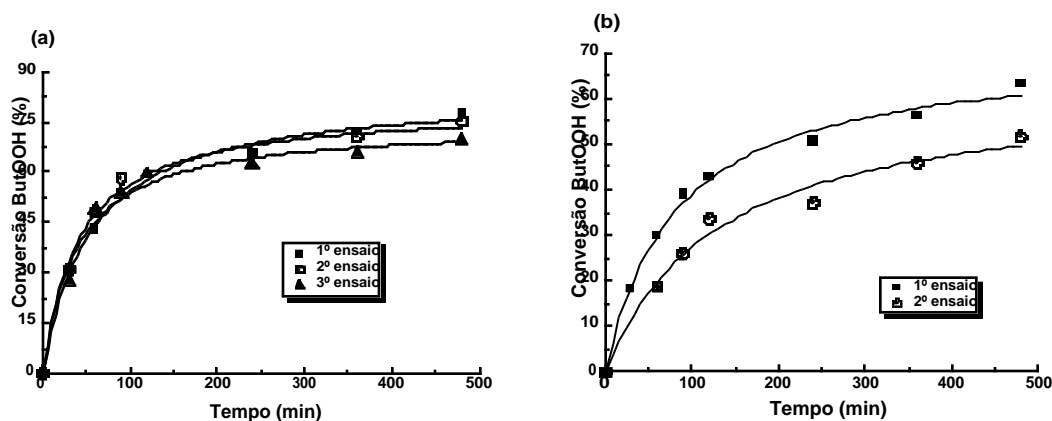 (a)
Conversão ButOOH (%)
90
75
60
45
30
15
0
0 100 200 300 400 500
Tempo (min)
1º ensaio
2º ensaio
3º ensaio
(b)
Conversão ButOOH (%)
70
60
50
40
30
20
10
0
0 100 200 300 400 500
Tempo (min)
1º ensaio
2º ensaio